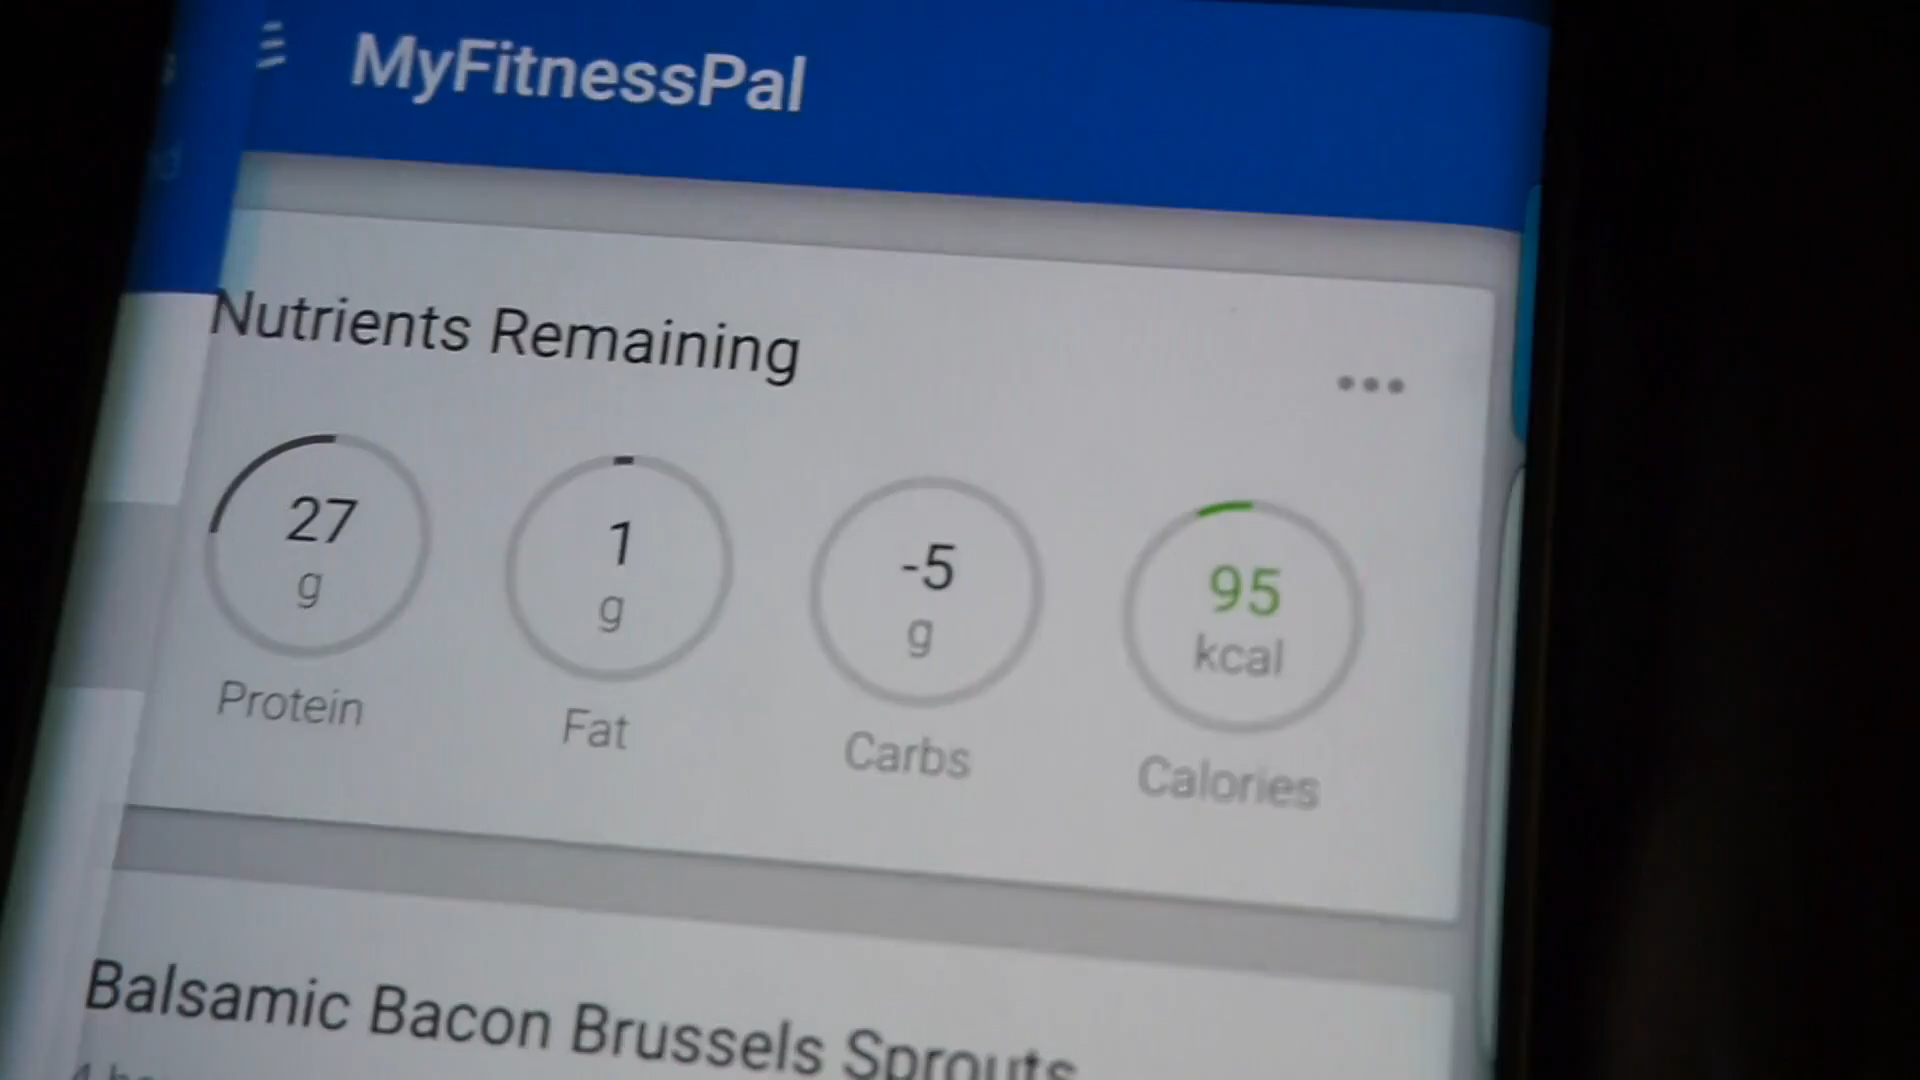 MyFitnessPal
Nutrients Remaining
27
g
Protein
1
g
Fat
-5
g
Carbs
95
kcal
Calories
Balsamic Bacon Brussels Sprouts